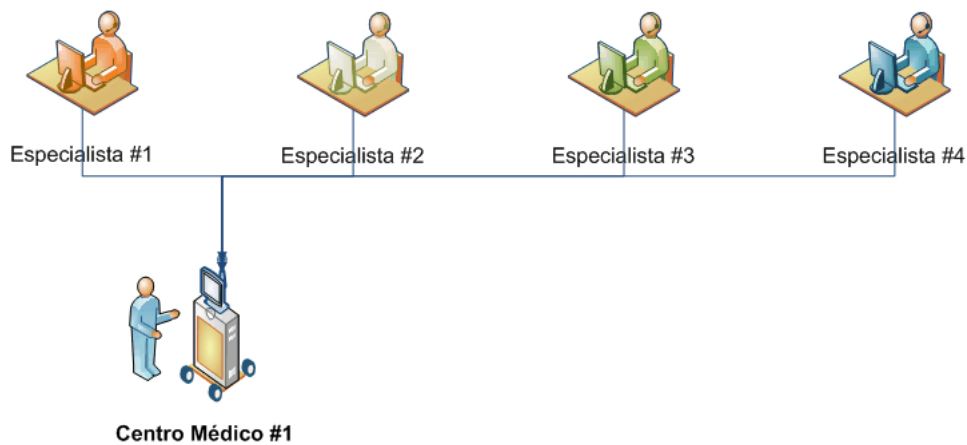 Especialista #1
Especialista #2
Especialista #3
Especialista #4
Centro Médico #1